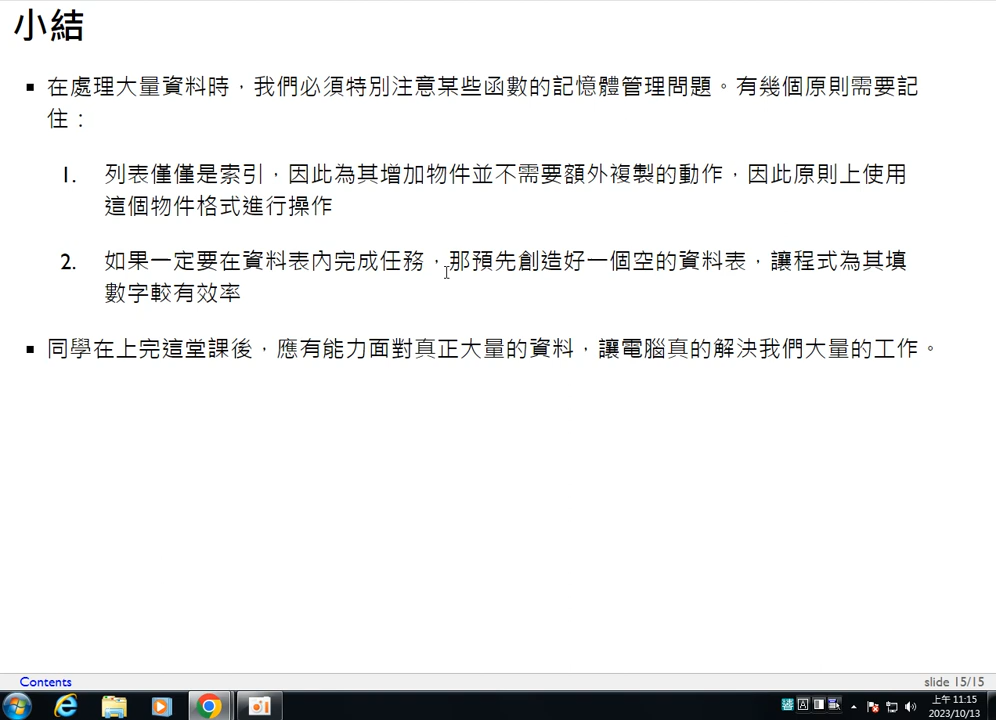 小結
▪ 在處理大量資料時，我們必須特別注意某些函數的記憶體管理問題。有幾個原則需要記
住：
1. 列表僅僅是索引，因此為其增加物件並不需要額外複製的動作，因此原則上使用
這個物件格式進行操作
2. 如果一定要在資料表內完成任務，那預先創造好一個空的資料表，讓程式為其填
數字較有效率
▪ 同學在上完這堂課後，應有能力面對真正大量的資料，讓電腦真的解決我們大量的工作。
Contents
slide 15/15
上午 11:15
2023/10/13